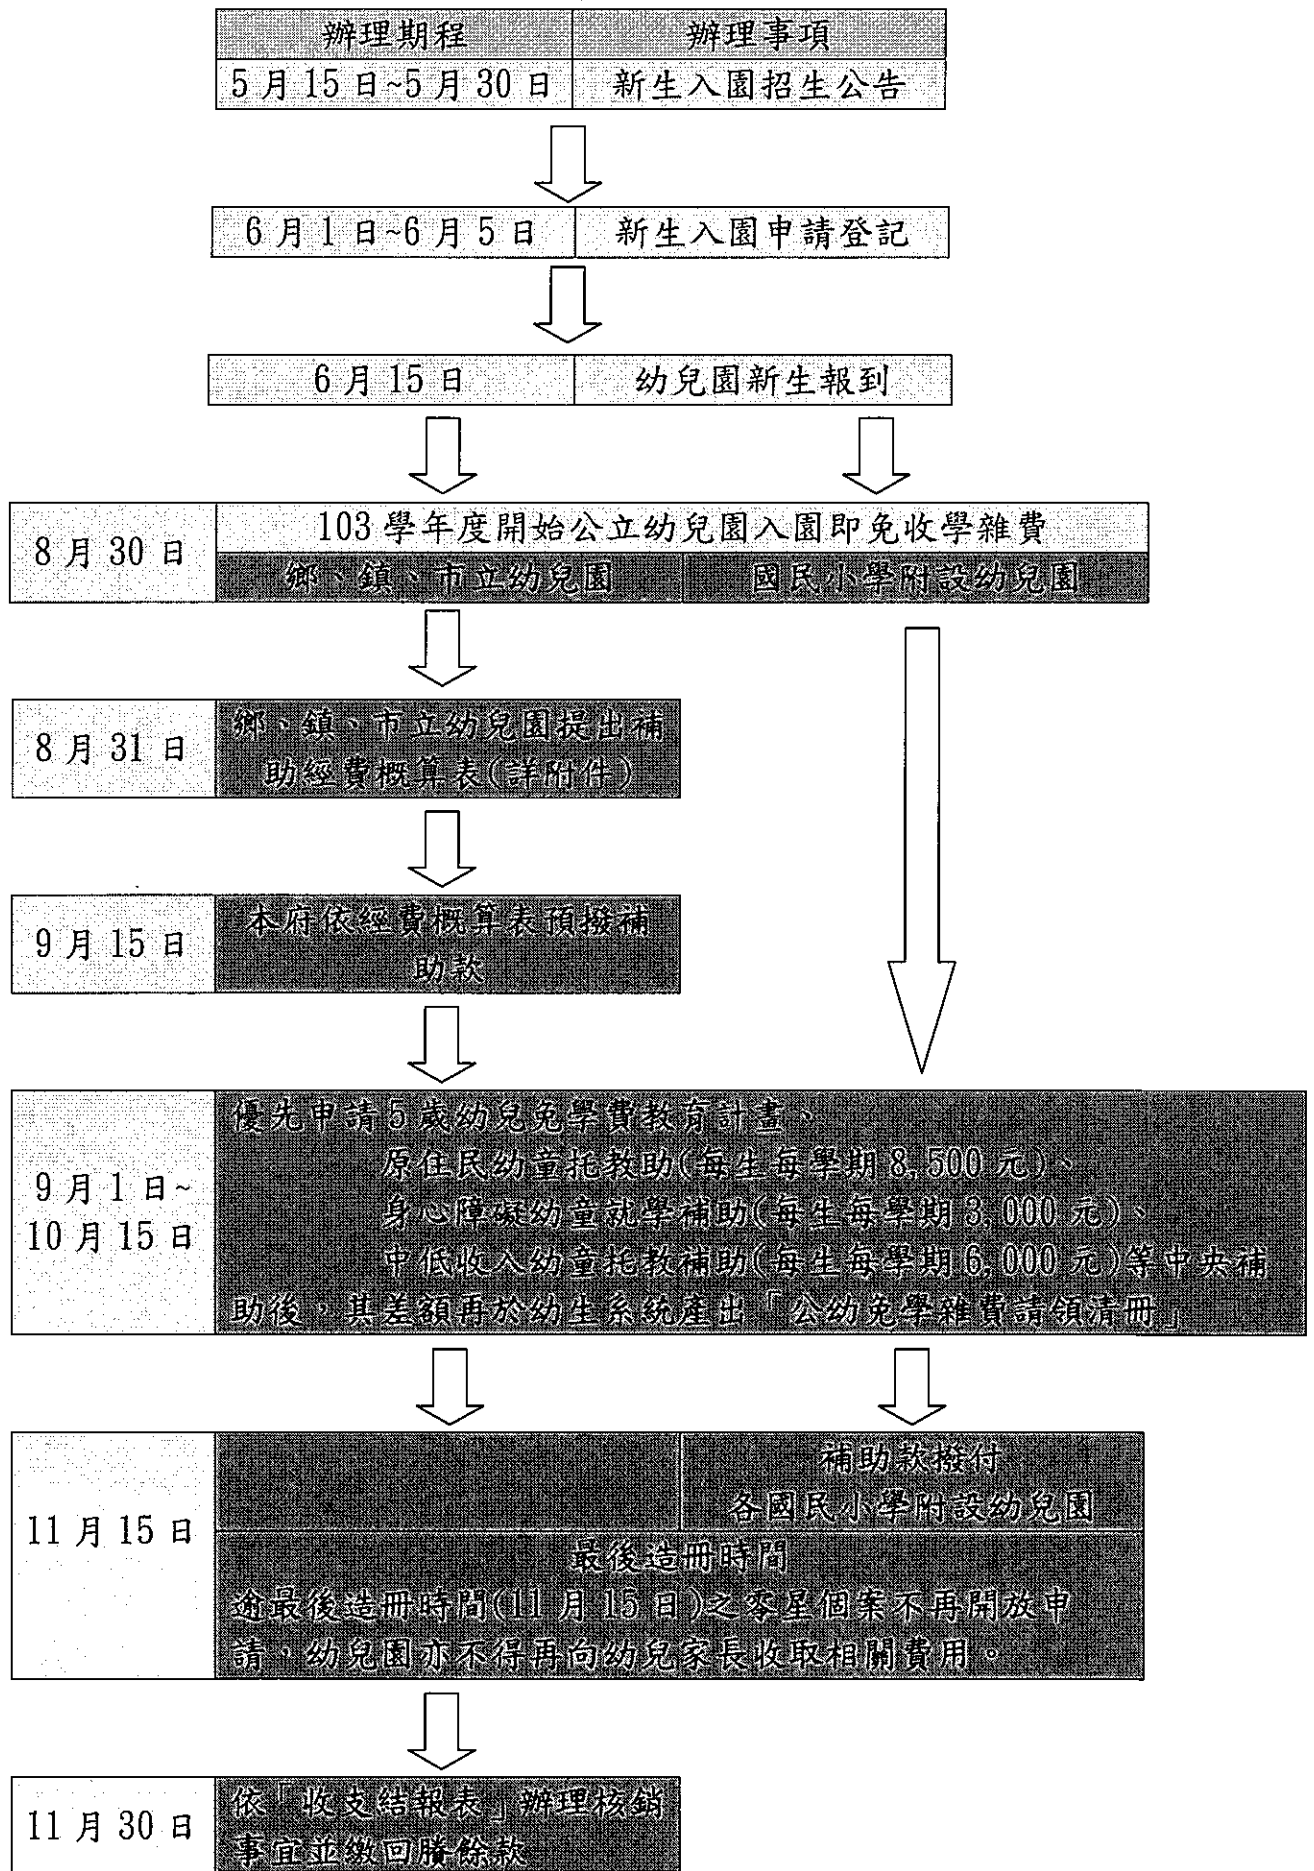 辦理期程 辦理事項
5月15日~5月30日 新生入園招生公告
6月1日~6月5日 新生入園申請登記
6月15日 幼兒園新生報到
8月30日
103學年度開始公立幼兒園入園即免收學雜費
鄉、鎮、市立幼兒園 國民小學附設幼兒園
8月31日
鄉、鎮、市立幼兒園提出補
助經費概算表(詳附件)
9月15日
本府依經費概算表預撥補
助款
9月1日~
10月15日
優先申請5歲幼兒免學費教育計畫、
原住民幼童托教助(每生每學期8,500元)、
身心障礙幼童就學補助(每生每學期3,000元)、
中低收入幼童托教補助(每生每學期6,000元)等中央補
助後，其差額再於幼生系統產出「公幼免學雜費請領清冊」
11月15日
補助款撥付
各國民小學附設幼兒園
最後造冊時間
逾最後造冊時間(11月15日)之零星個案不再開放申
請，幼兒園亦不得再向幼兒家長收取相關費用。
11月30日
依「收支結報表」辦理核銷
事宜並繳回賸餘款